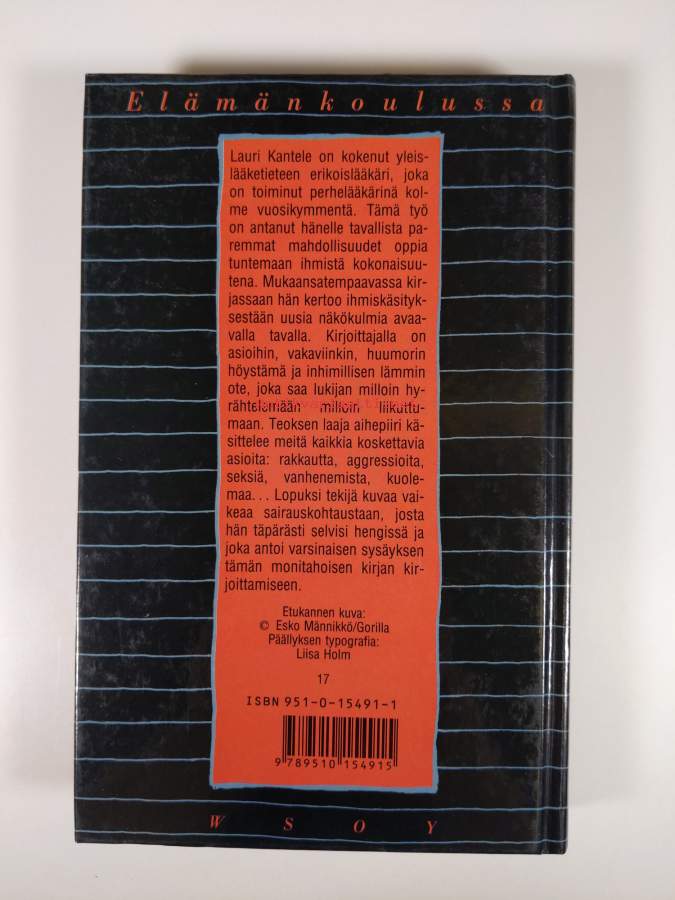 Elämänkoulussa
Lauri Kantele on kokenut yleis-
lääketieteen erikoislääkäri, joka
on toiminut perhelääkärinä kol-
me vuosikymmentä. Tämä työ
on antanut hänelle tavallista pa-
remmat mahdollisuudet oppia
tuntemaan ihmistä kokonaisuu-
tena. Mukaansatempaavassa kir-
jassaan hän kertoo ihmiskäsityk-
sestään uusia näkökulmia avaa-
valla tavalla. Kirjoittajalla on
asioihin, vakaviinkin, huumorin
höystämä ja inhimillisen lämmin
ote, joka saa lukijan milloin hy-
rähtelemään milloin liikuttu-
maan. Teoksen laaja aihepiiri kä-
sittelee meitä kaikkia koskettavia
asioita: rakkautta, aggressioita,
seksiä, vanhenemista, kuole-
maa... Lopuksi tekijä kuvaa vai-
keaa sairauskohtaustaan, josta
hän täpärästi selvisi hengissä ja
joka antoi varsinaisen sysäyksen
tämän monitahoisen kirjan kir-
joittamiseen.
Etukannen kuva:
© Esko Männikkö/Gorilla
Päällyksen typografia:
Liisa Holm
17
ISBN 951-0-15491-1
9 789510 154915
WSOY